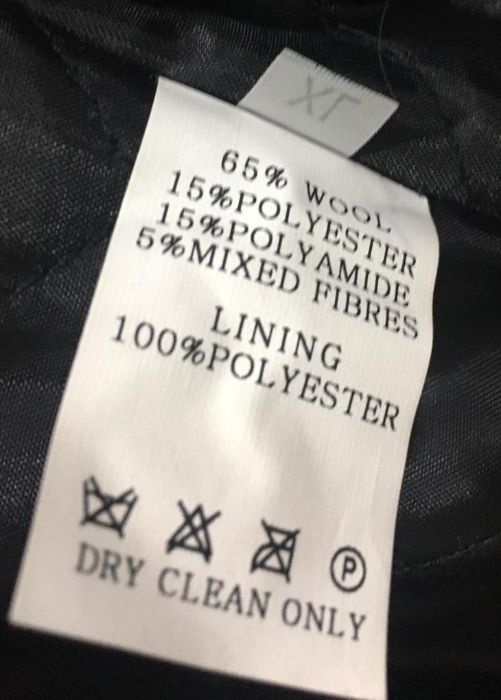 XL
65% WOOL
15%POLYESTER
15%POLYAMIDE
5%MIXED FIBRES
LINING
100%POLYESTER
P
DRY CLEAN ONLY